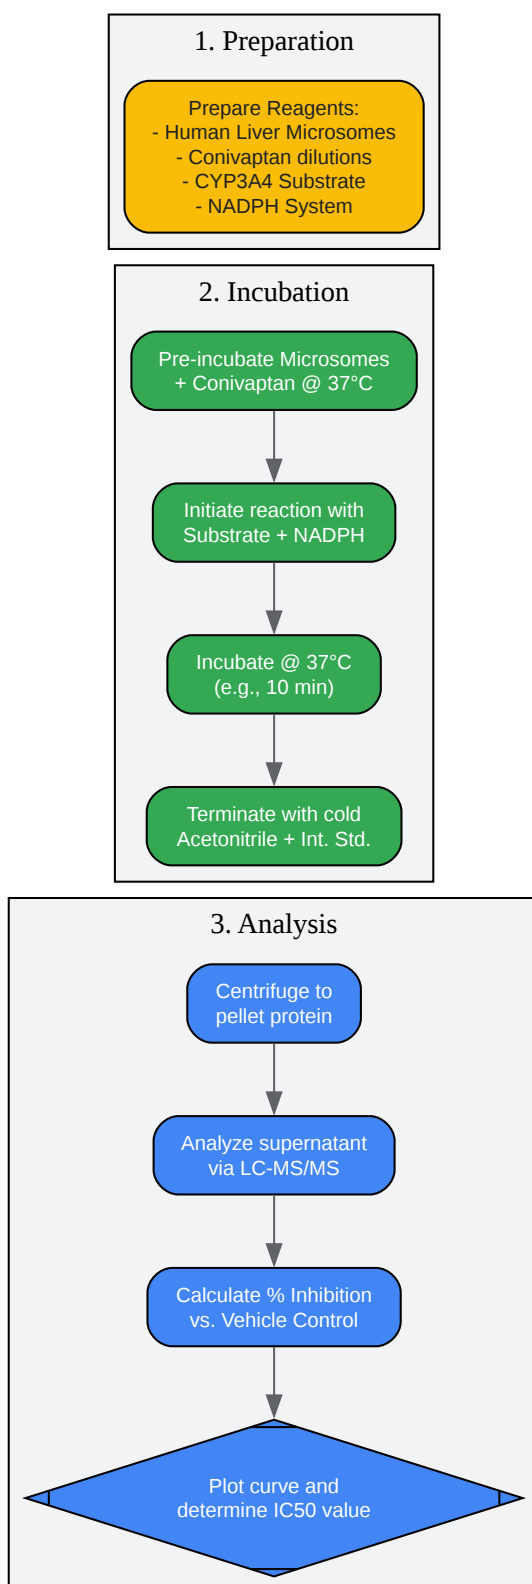 1. Preparation
Prepare Reagents:
- Human Liver Microsomes
- Conivaptan dilutions
- CYP3A4 Substrate
- NADPH System
2. Incubation
Pre-incubate Microsomes
+ Conivaptan @ 37°C
Initiate reaction with
Substrate + NADPH
Incubate @ 37°C
(e.g., 10 min)
Terminate with cold
Acetonitrile + Int. Std.
3. Analysis
Centrifuge to
pellet protein
Analyze supernatant
via LC-MS/MS
Calculate % Inhibition
vs. Vehicle Control
Plot curve and
determine IC50 value